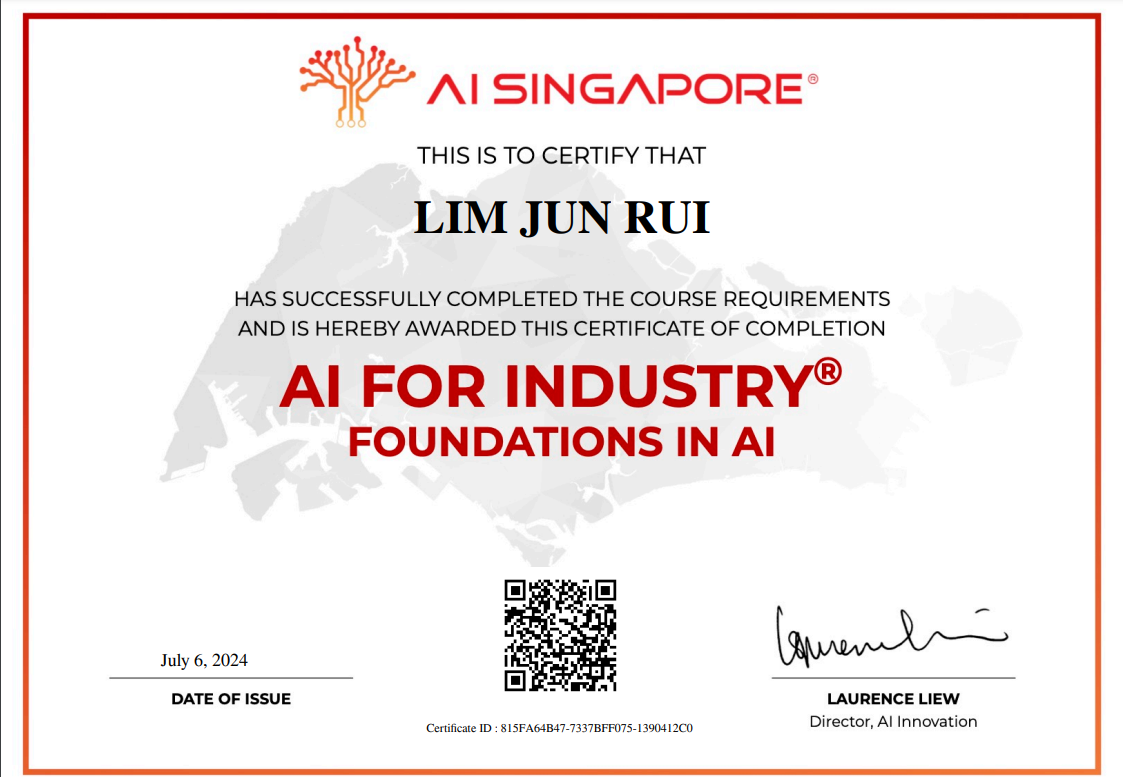 AI SINGAPORE®
THIS IS TO CERTIFY THAT
LIM JUN RUI
HAS SUCCESSFULLY COMPLETED THE COURSE REQUIREMENTS
AND IS HEREBY AWARDED THIS CERTIFICATE OF COMPLETION
AI FOR INDUSTRY®
FOUNDATIONS IN AI
July 6, 2024
DATE OF ISSUE
Certificate ID : 815FA64B47-7337BFF075-1390412C0
Laurence Liew
LAURENCE LIEW
Director, AI Innovation